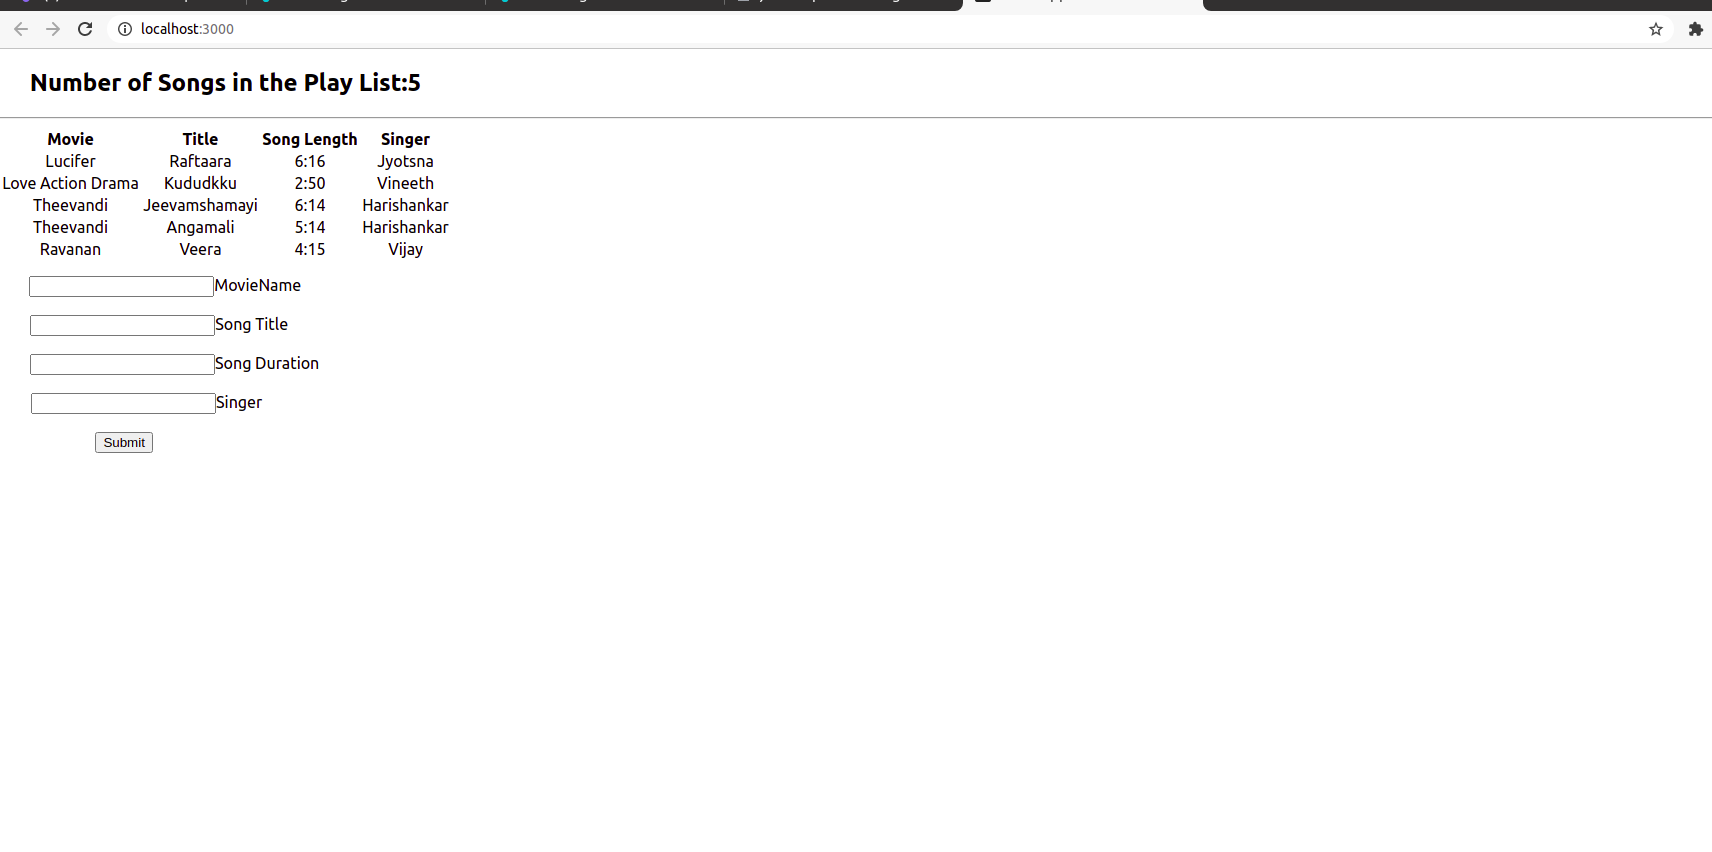 localhost:3000
Number of Songs in the Play List:5
Movie Title Song Length Singer
Lucifer Raftaara 6:16 Jyotsna
Love Action Drama Kududkku 2:50 Vineeth
Theevandi Jeevamshamayi 6:14 Harishankar
Theevandi Angamali 5:14 Harishankar
Ravanan Veera 4:15 Vijay
MovieName
Song Title
Song Duration
Singer
Submit